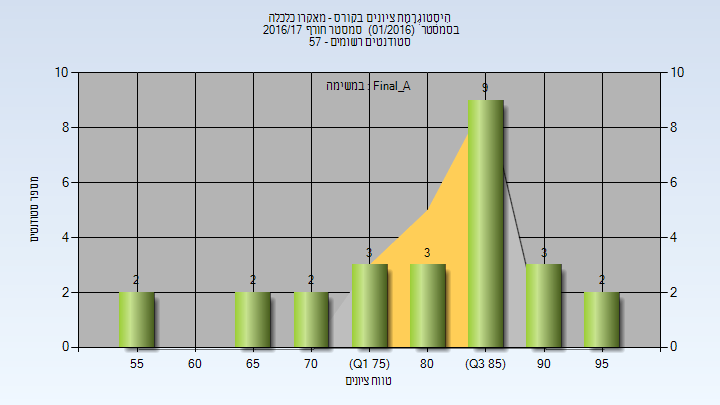 היסטוגרמת ציונים בקורס - מאקרו כלכלה
בסמסטר (01/2016) סמסטר חורף 2016/17
סטודנטים רשומים - 57
במשימה : Final_A
10 10
8 8
6 6
4 4
2 2
0 0
מספר סטודנטים
2 2 2 3 3 9 3 2
55 60 65 70 (Q1 75) 80 (Q3 85) 90 95
טווח ציונים